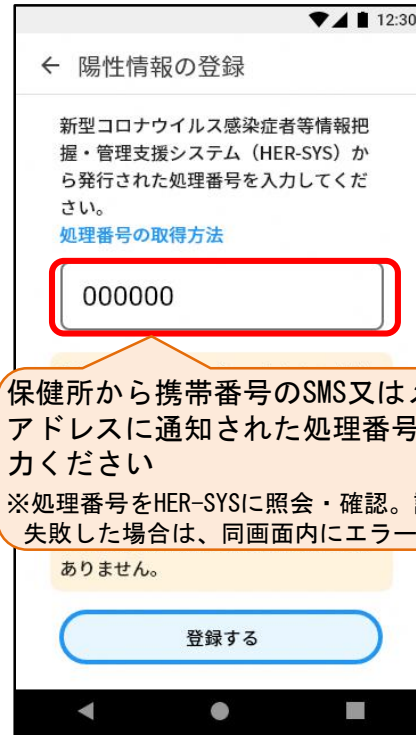 12:30
← 陽性情報の登録
新型コロナウイルス感染症者等情報把
握・管理支援システム（HER-SYS）か
ら発行された処理番号を入力してくだ
さい。
処理番号の取得方法
000000
保健所から携帯番号のSMS又は
アドレスに通知された処理番号
力ください
※処理番号をHER-SYSに照会・確認。
失敗した場合は、同画面内にエラー
ありません。
登録する